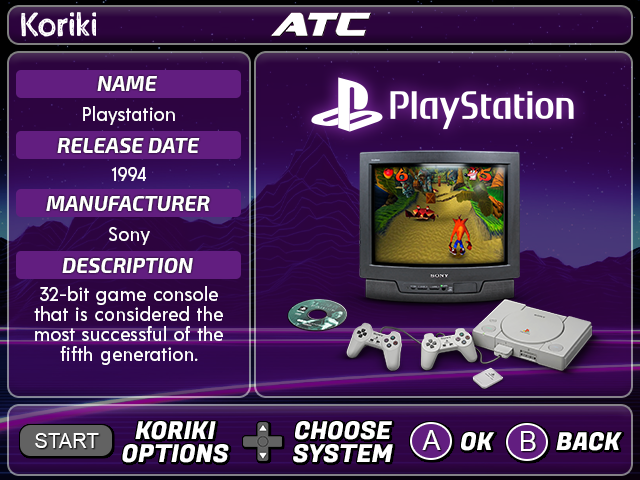 Koriki
ATC
NAME
Playstation
RELEASE DATE
1994
MANUFACTURER
Sony
DESCRIPTION
32-bit game console
that is considered the
most successful of the
fifth generation.
PlayStation
SONY
START
KORIKI
OPTIONS
CHOOSE
SYSTEM
A
OK
B
BACK